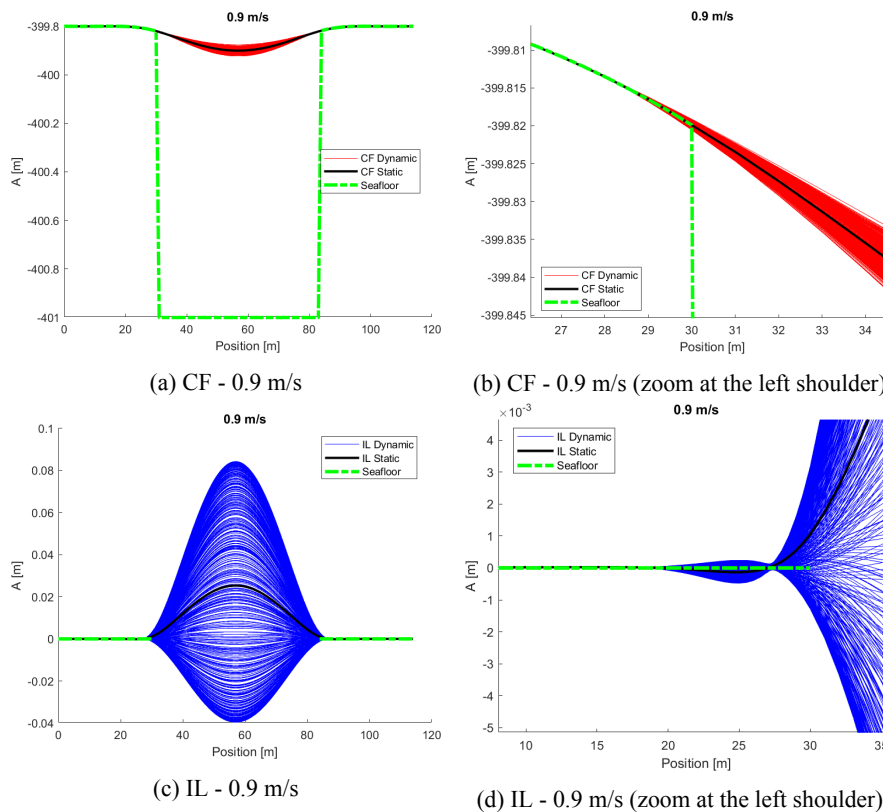 0.9 m/s
-399.8
-400
-400.2
-400.4
-400.6
-400.8
-401
A [m]
CF Dynamic
CF Static
Seafloor
0 20 40 60 80 100 120
Position [m]
(a) CF - 0.9 m/s
0.9 m/s
-399.81
-399.815
-399.82
-399.825
-399.83
-399.835
-399.84
-399.845
A [m]
CF Dynamic
CF Static
Seafloor
27 28 29 30 31 32 33 34
Position [m]
(b) CF - 0.9 m/s (zoom at the left shoulder)
0.9 m/s
0.1
0.08
0.06
0.04
0.02
0
-0.02
-0.04
A [m]
IL Dynamic
IL Static
Seafloor
0 20 40 60 80 100 120
Position [m]
(c) IL - 0.9 m/s
0.9 m/s
×10⁻³
4
3
2
1
0
-1
-2
-3
-4
-5
A [m]
IL Dynamic
IL Static
Seafloor
10 15 20 25 30 35
Position [m]
(d) IL - 0.9 m/s (zoom at the left shoulder)